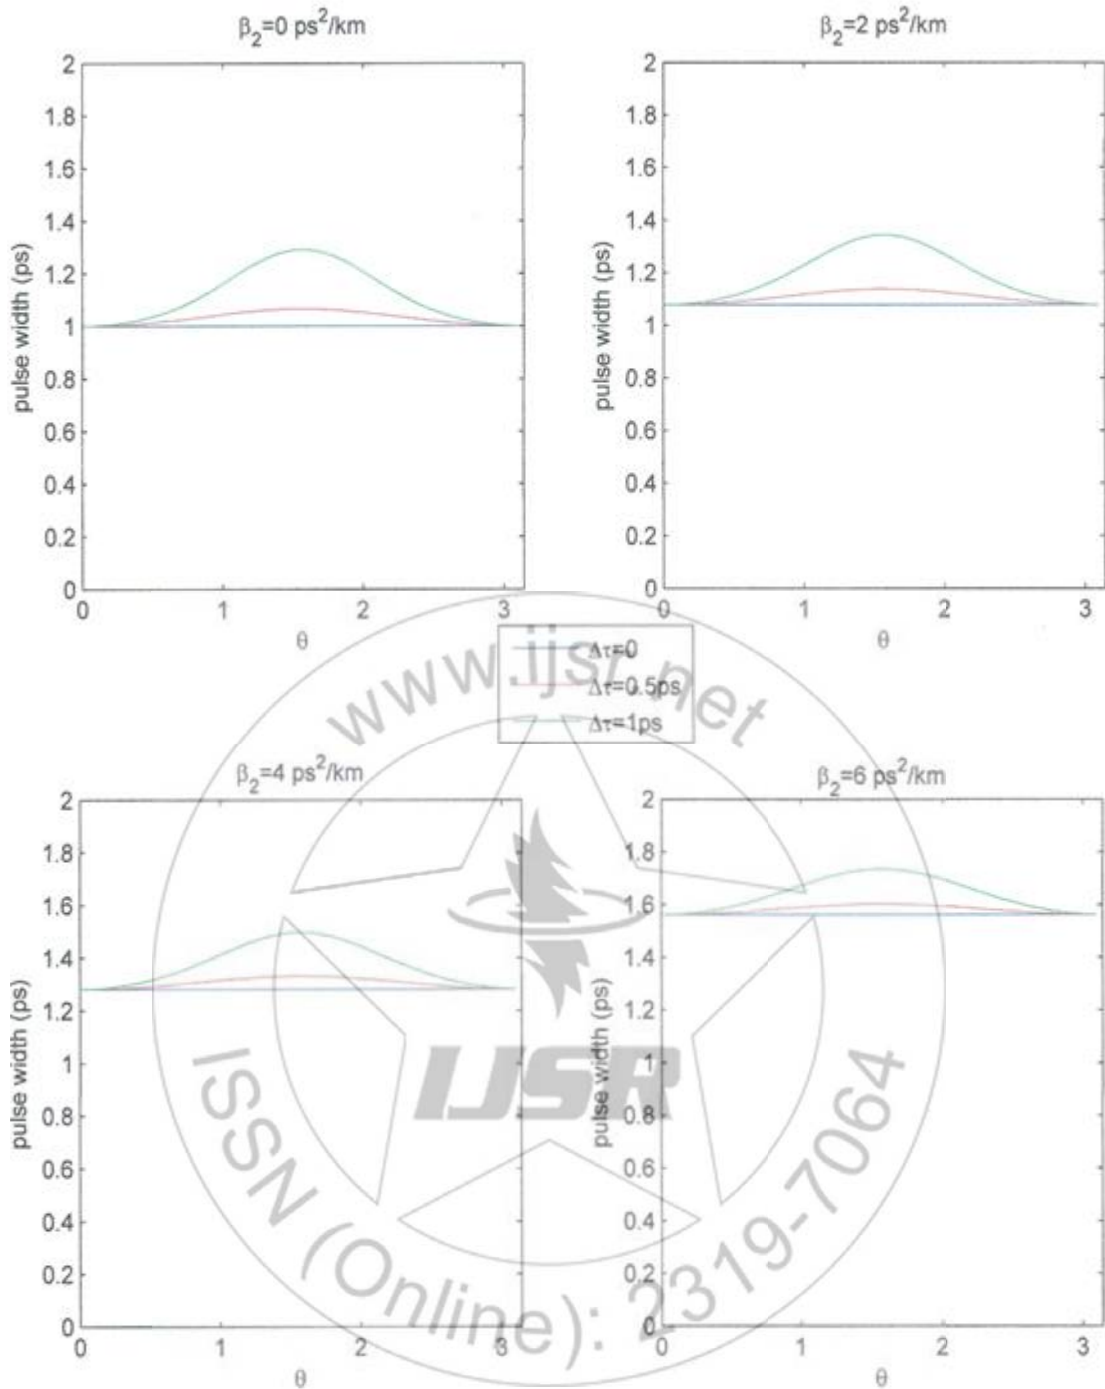 β2=0 ps²/km
β2=2 ps²/km
2
1.8
1.6
1.4
1.2
1
0.8
0.6
0.4
0.2
0
pulse width (ps)
0 1 2 3
θ
2
1.8
1.6
1.4
1.2
1
0.8
0.6
0.4
0.2
0
pulse width (ps)
0 1 2 3
θ
Δτ=0
Δτ=0.5ps
Δτ=1ps
www.ijsr.net
β2=4 ps²/km
β2=6 ps²/km
2
1.8
1.6
1.4
1.2
1
0.8
0.6
0.4
0.2
0
pulse width (ps)
0 1 2 3
θ
2
1.8
1.6
1.4
1.2
1
0.8
0.6
0.4
0.2
0
pulse width (ps)
0 1 2 3
θ
IJSR
ISSN (Online): 2319-7064